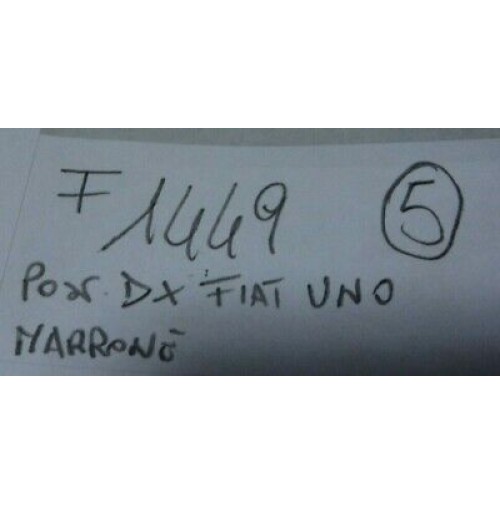 F1449 5
POST. DX FIAT UNO
MARRONE